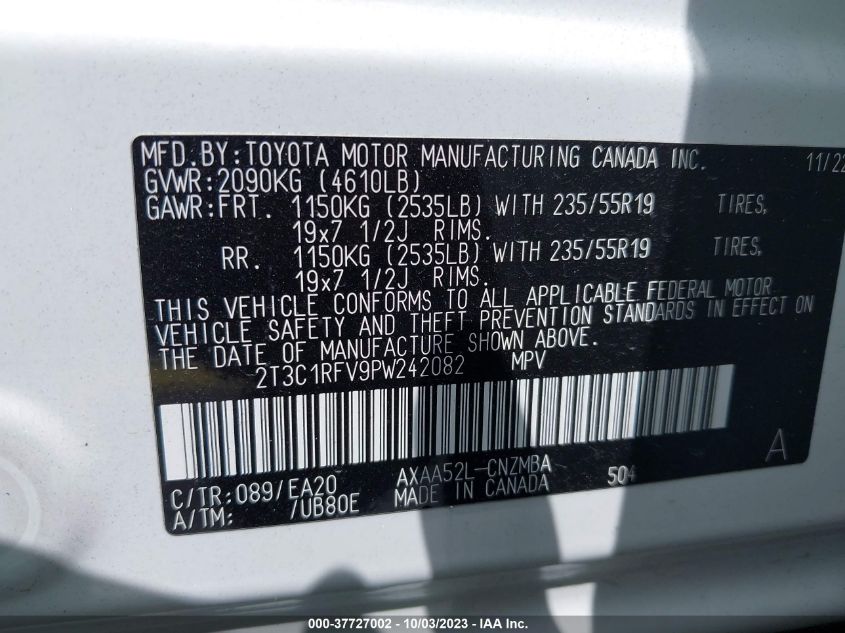 MFD.BY:TOYOTA MOTOR MANUFACTURING CANADA INC. 11/22
GVWR:2090KG (4610LB)
GAWR:FRT. 1150KG (2535LB) WITH 235/55R19 TIRES,
19x7 1/2J RIMS.
RR. 1150KG (2535LB) WITH 235/55R19 TIRES,
19x7 1/2J RIMS.
THIS VEHICLE CONFORMS TO ALL APPLICABLE FEDERAL MOTOR
VEHICLE SAFETY AND THEFT PREVENTION STANDARDS IN EFFECT ON
THE DATE OF MANUFACTURE SHOWN ABOVE.
2T3C1RFV9PW242082 MPV
A
C/TR:089/EA20 AXAA52L-CNZMBA 504
A/TM: /UB80E MADE IN CANADA
000-37727002 - 10/03/2023 - IAA Inc.